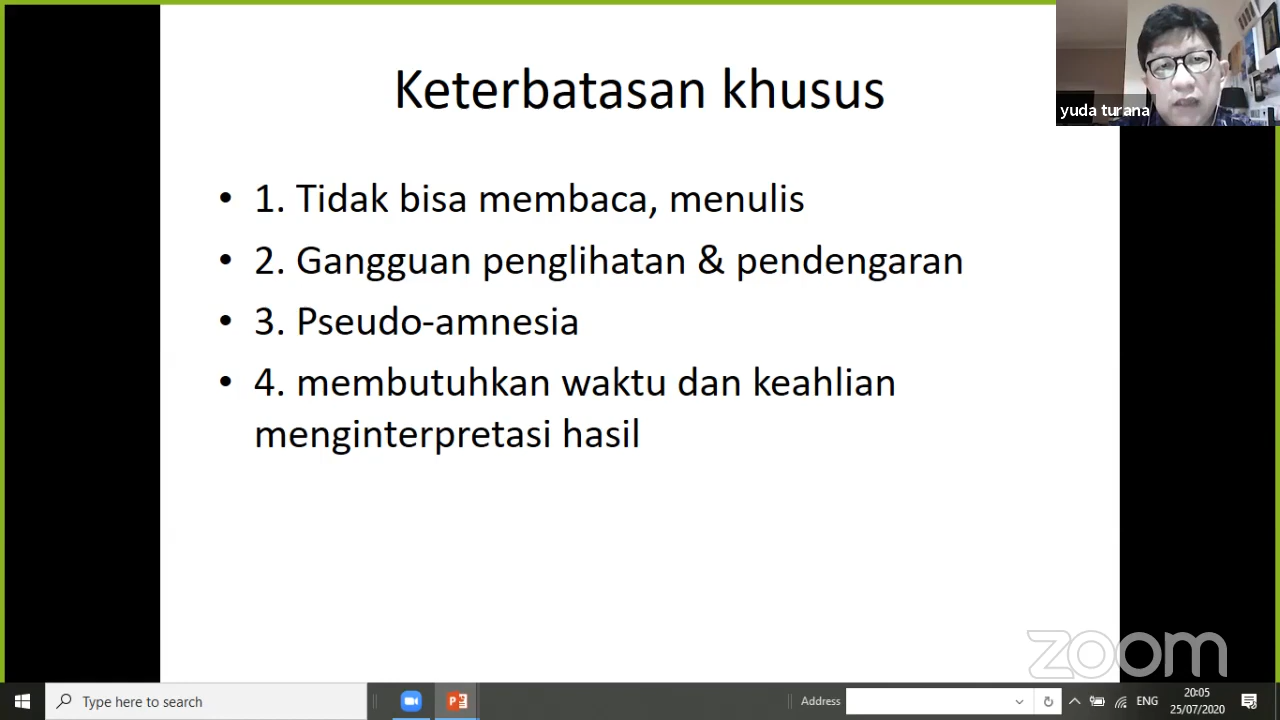 Keterbatasan khusus
yuda turana
• 1. Tidak bisa membaca, menulis
• 2. Gangguan penglihatan & pendengaran
• 3. Pseudo-amnesia
• 4. membutuhkan waktu dan keahlian
menginterpretasi hasil
zoom
Type here to search
Address
ENG
20:05
25/07/2020